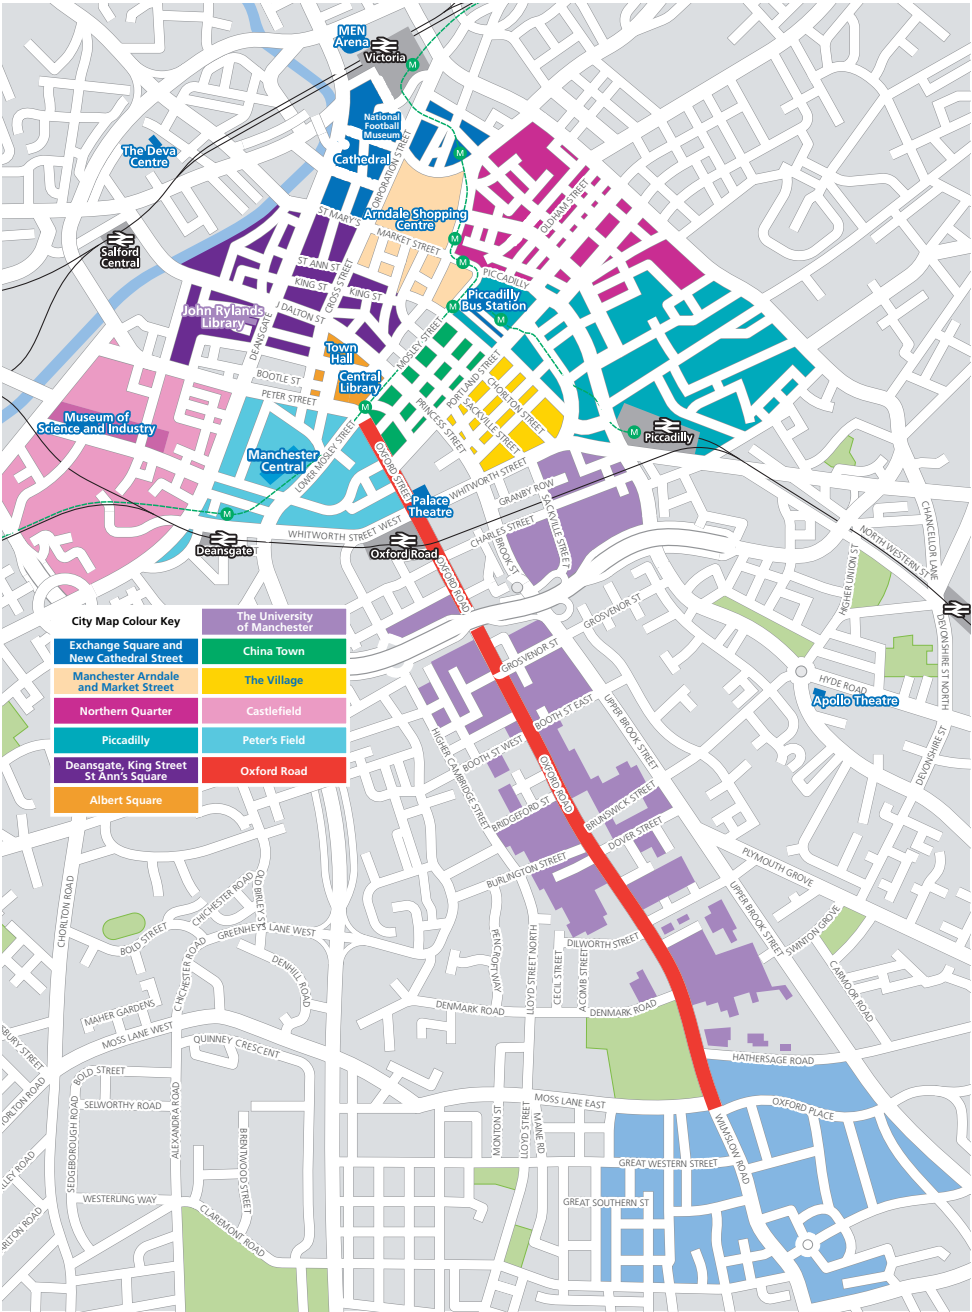 MEN
Arena
Victoria
M
National
Football
Museum
The Deva
Centre
Cathedral
M
CORPORATION STREET
OLDHAM STREET
ST MARY'S
Arndale Shopping
Centre
MARKET STREET
M
Salford
Central
ST ANN ST
M
PICCADILLY
KING ST
KING ST
CROSS STREET
Piccadilly
Bus Station
M
M
John Rylands
Library
J DALTON ST
DEANSGATE
MOSLEY STREET
Town
Hall
PORTLAND STREET
BOOTLE ST
Central
Library
CHORLTON STREET
PETER STREET
M
PRINCESS STREET
SACKVILLE STREET
Museum of
Science and Industry
M
Piccadilly
LOWER MOSLEY STREET
OXFORD STREET
Manchester
Central
WHITWORTH STREET
GRANBY ROW
Palace
Theatre
SACKVILLE STREET
M
WHITWORTH STREET WEST
CHARLES STREET
BROOK ST
Deansgate
Oxford Road
OXFORD ROAD
CHANCELLOR LANE
NORTH WESTERN ST
HIGHER UNION ST
GROSVENOR ST
DEVONSHIRE ST NORTH
City Map Colour Key
The University
of Manchester
Exchange Square and
New Cathedral Street
China Town
Manchester Arndale
and Market Street
The Village
Northern Quarter
Castlefield
Piccadilly
Peter's Field
Deansgate, King Street
St Ann's Square
Oxford Road
Albert Square
GROSVENOR ST
HYDE ROAD
Apollo Theatre
BOOTH ST EAST
UPPER BROOK STREET
BOOTH ST WEST
HIGHER CAMBRIDGE STREET
DEVONSHIRE ST
OXFORD ROAD
BRIDGEFORD ST
BRUNSWICK STREET
DOVER STREET
BURLINGTON STREET
PLYMOUTH GROVE
CHORLTON ROAD
CHICHESTER ROAD
OLD BIRLEY ST
UPPER BROOK STREET
BOLD STREET
GREENHEYS LANE WEST
SWINTON GROVE
CHICHESTER ROAD
DENHILL ROAD
PENCROFT WAY
LLOYD STREET NORTH
CECIL STREET
ACOMB STREET
DILWORTH STREET
CARMOOR ROAD
MAHER GARDENS
DENMARK ROAD
DENMARK ROAD
MOSS LANE WEST
QUINNEY CRESCENT
HATHERSAGE ROAD
BOLD STREET
SELWORTHY ROAD
MOSS LANE EAST
OXFORD PLACE
SEDGEBOROUGH ROAD
ALEXANDRA ROAD
BRENTWOOD STREET
MONTON ST
LLOYD STREET
MAINE RD
WILMSLOW ROAD
GREAT WESTERN STREET
WESTERLING WAY
GREAT SOUTHERN ST
CLAREMONT ROAD